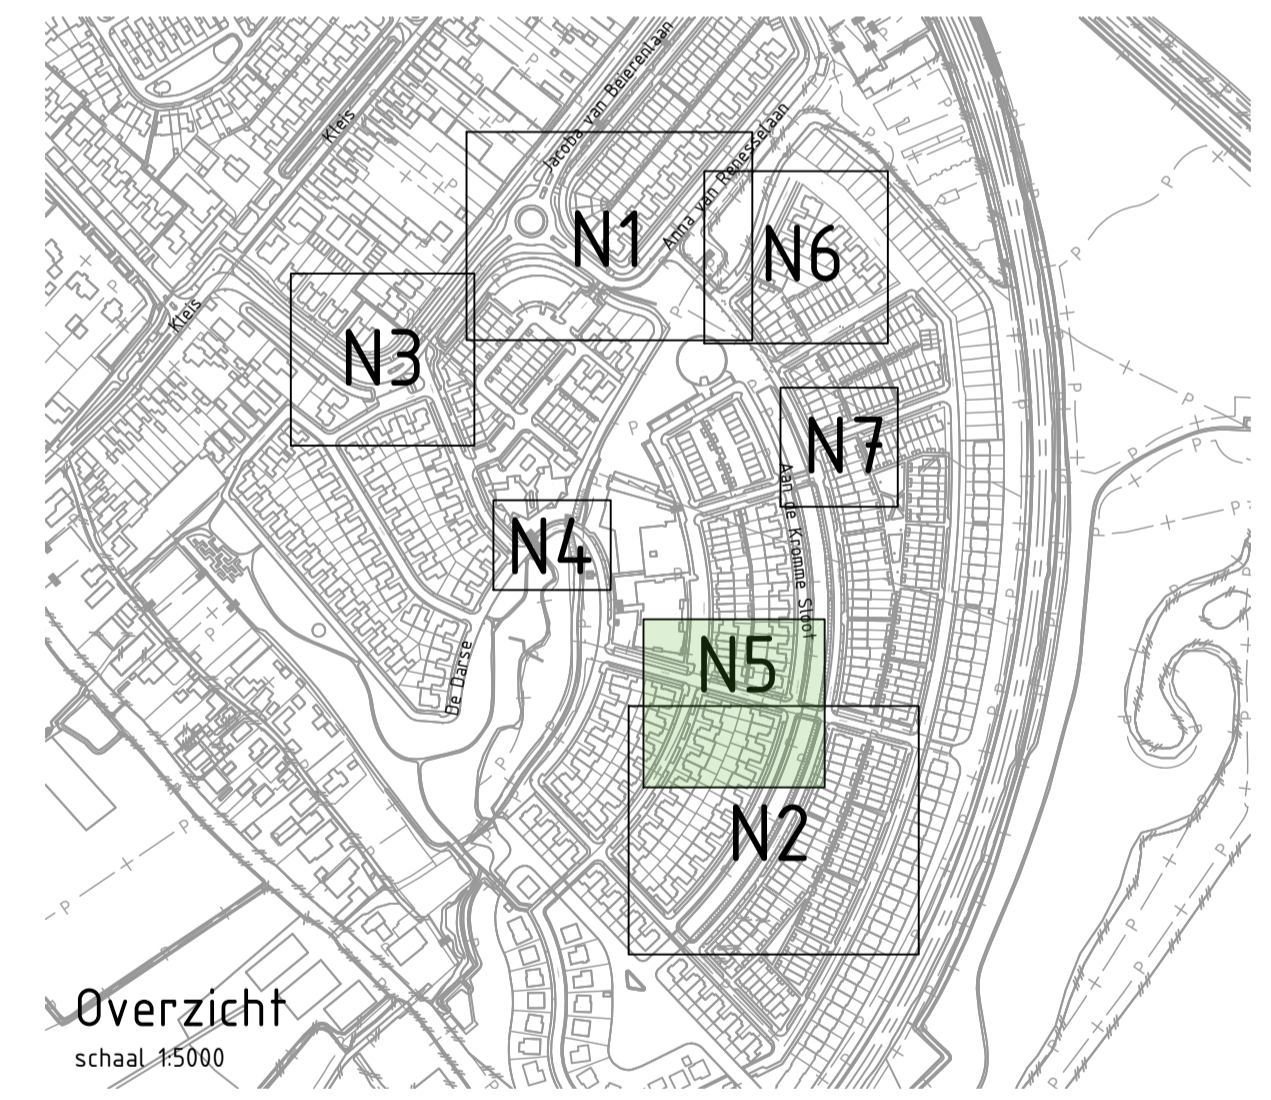 Jacoba van Beierenlaan
Kleis
Anna van Renesselaan
N1
N6
Kleis
N3
N7
Aan de Kromme Sloot
N4
De Darse
N5
N2
Overzicht
schaal 1:5000